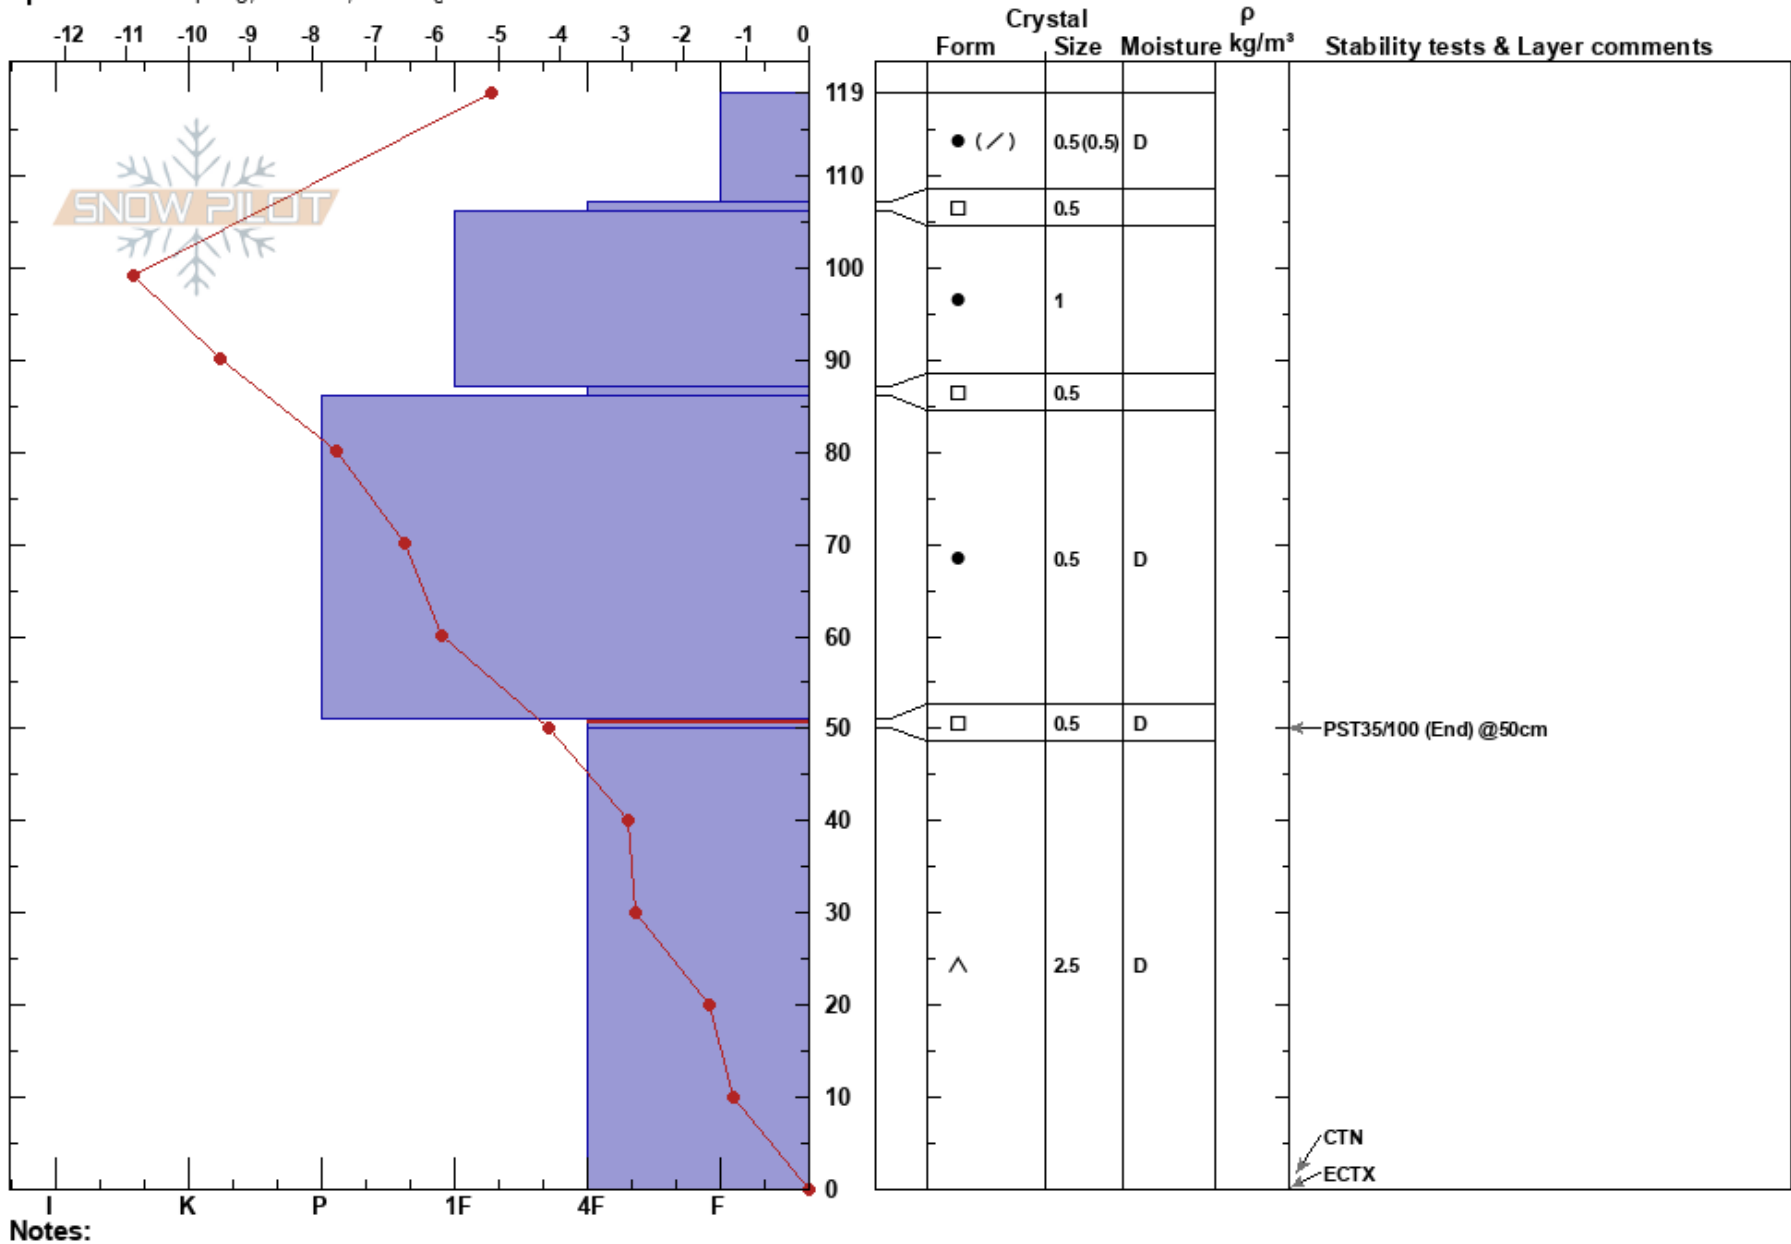 -12 -11 -10 -9 -8 -7 -6 -5 -4 -3 -2 -1 0
Crystal
ρ
Form Size Moisture kg/m³ Stability tests & Layer comments
119
● (∕) 0.5(0.5) D
110
SNOW PILOT
□ 0.5
100
● 1
90
□ 0.5
80
70
● 0.5 D
60
□ 0.5 D
50
PST35/100 (End) @50cm
40
30
∧ 2.5 D
20
10
CTN
ECTX
0
I K P 1F 4F F
Notes: